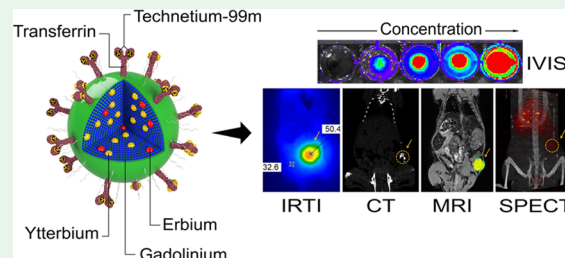 Technetium-99m
Transferrin
Concentration
IVIS
50.4
32.6
IRTI CT MRI SPECT
Ytterbium
Erbium
Gadolinium